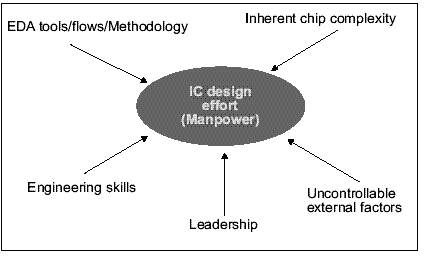 EDA tools/flows/Methodology
Inherent chip complexity
IC design
effort
(Manpower)
Engineering skills
Leadership
Uncontrollable
external factors